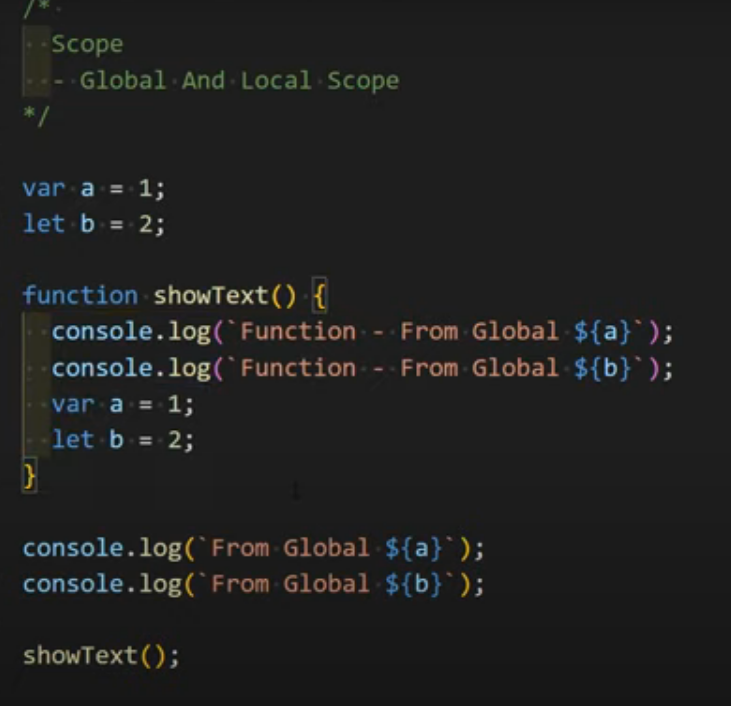 /*
  Scope
  - Global And Local Scope
*/

var a = 1;
let b = 2;

function showText() {
  console.log(`Function - From Global ${a}`);
  console.log(`Function - From Global ${b}`);
  var a = 1;
  let b = 2;
}

console.log(`From Global ${a}`);
console.log(`From Global ${b}`);

showText();